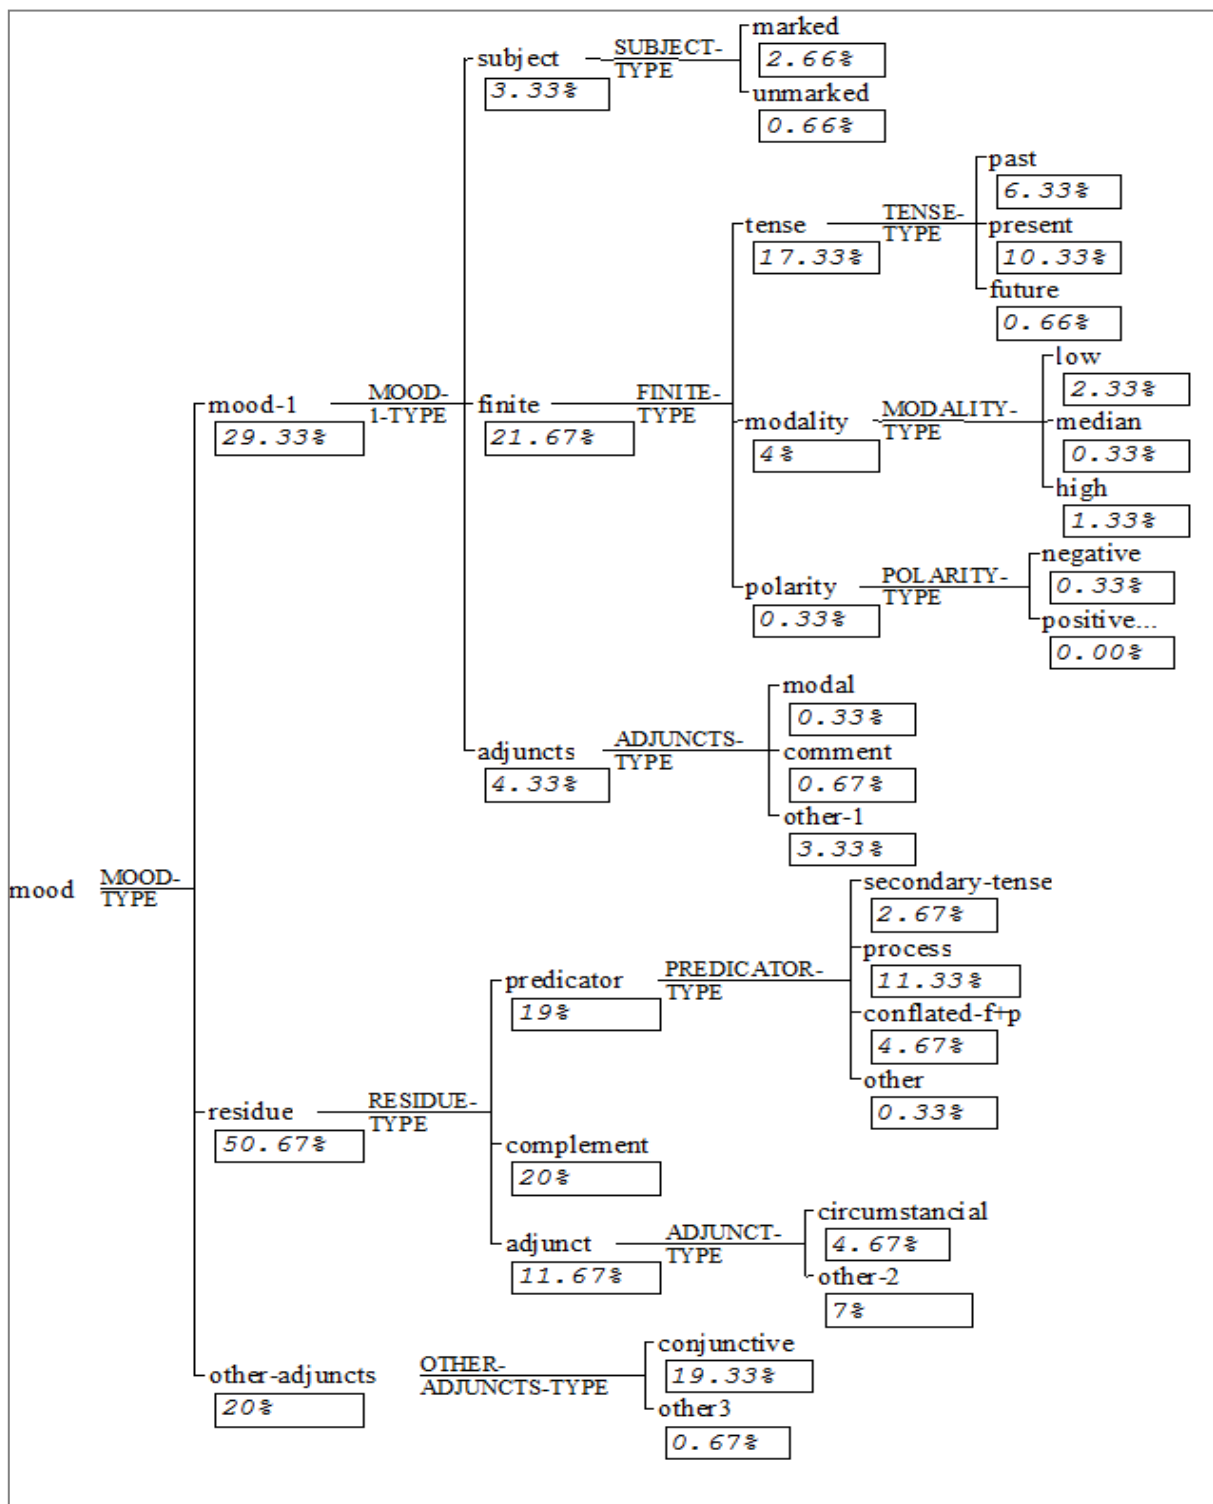 marked
subject SUBJECT-
TYPE
2.66%
3.33%
unmarked
0.66%
past
6.33%
tense TENSE-
TYPE
present
17.33%
10.33%
future
0.66%
low
2.33%
mood-1 MOOD-
1-TYPE
finite FINITE-
TYPE
29.33%
21.67%
modality MODALITY-
TYPE
median
4%
0.33%
high
1.33%
negative
polarity POLARITY-
TYPE
0.33%
0.33%
positive...
0.00%
modal
0.33%
adjuncts ADJUNCTS-
TYPE
comment
4.33%
0.67%
other-1
3.33%
mood MOOD-
TYPE
secondary-tense
2.67%
predicator PREDICATOR-
TYPE
process
19%
11.33%
conflated-f+p
4.67%
other
0.33%
residue RESIDUE-
TYPE
50.67%
complement
20%
circumstancial
adjunct ADJUNCT-
TYPE
4.67%
11.67%
other-2
7%
conjunctive
other-adjuncts OTHER-
ADJUNCTS-TYPE
19.33%
20%
other3
0.67%